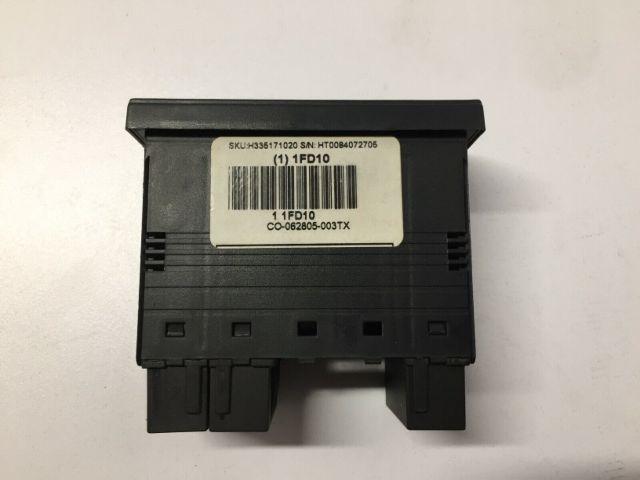 SKU:H335171020 S/N: HT0084072705
(1) 1FD10
1 1FD10
CO-062805-003TX